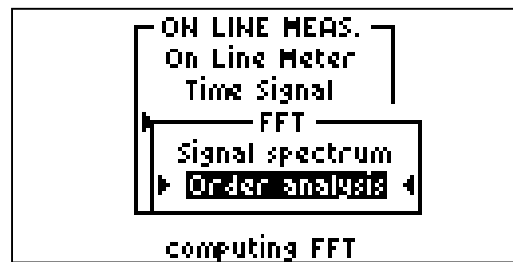 ON LINE MEAS.
On Line Meter
Time Signal
FFT
Signal spectrum
Order analysis
computing FFT